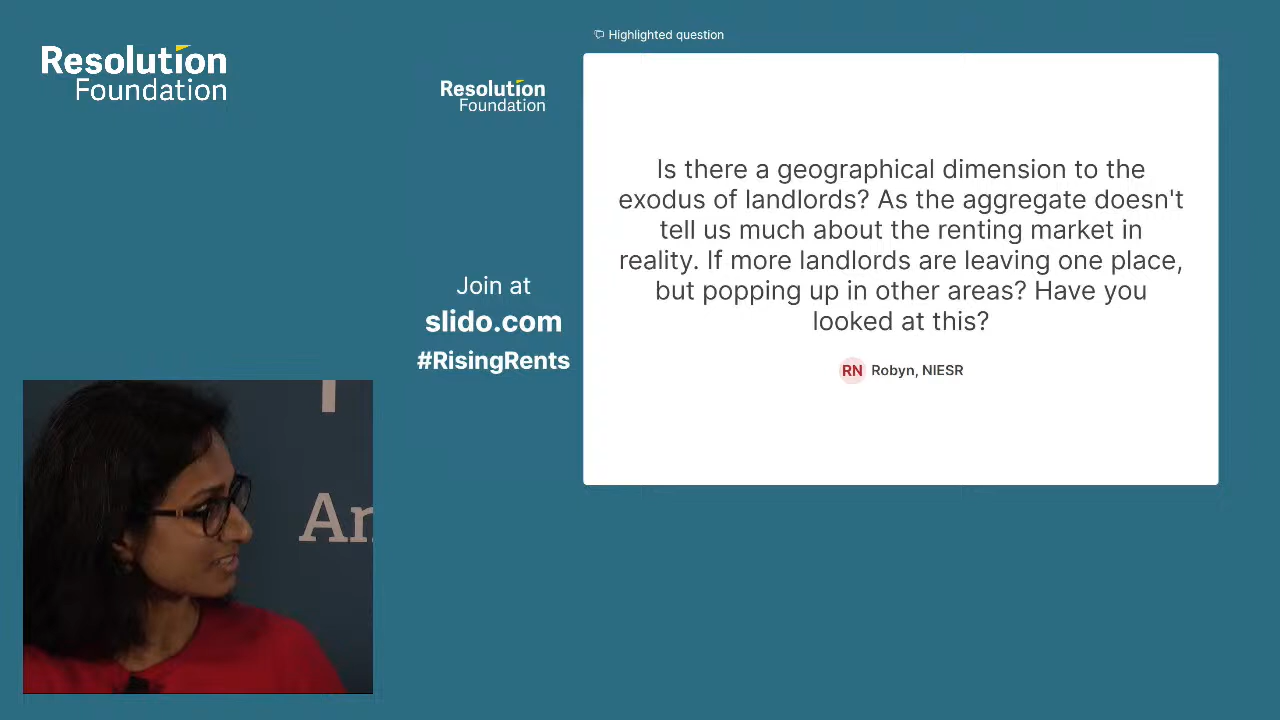 Resolution
Foundation
Highlighted question
Resolution
Foundation
Is there a geographical dimension to the
exodus of landlords? As the aggregate doesn't
tell us much about the renting market in
reality. If more landlords are leaving one place,
but popping up in other areas? Have you
looked at this?
RN Robyn, NIESR
Join at
slido.com
#RisingRents